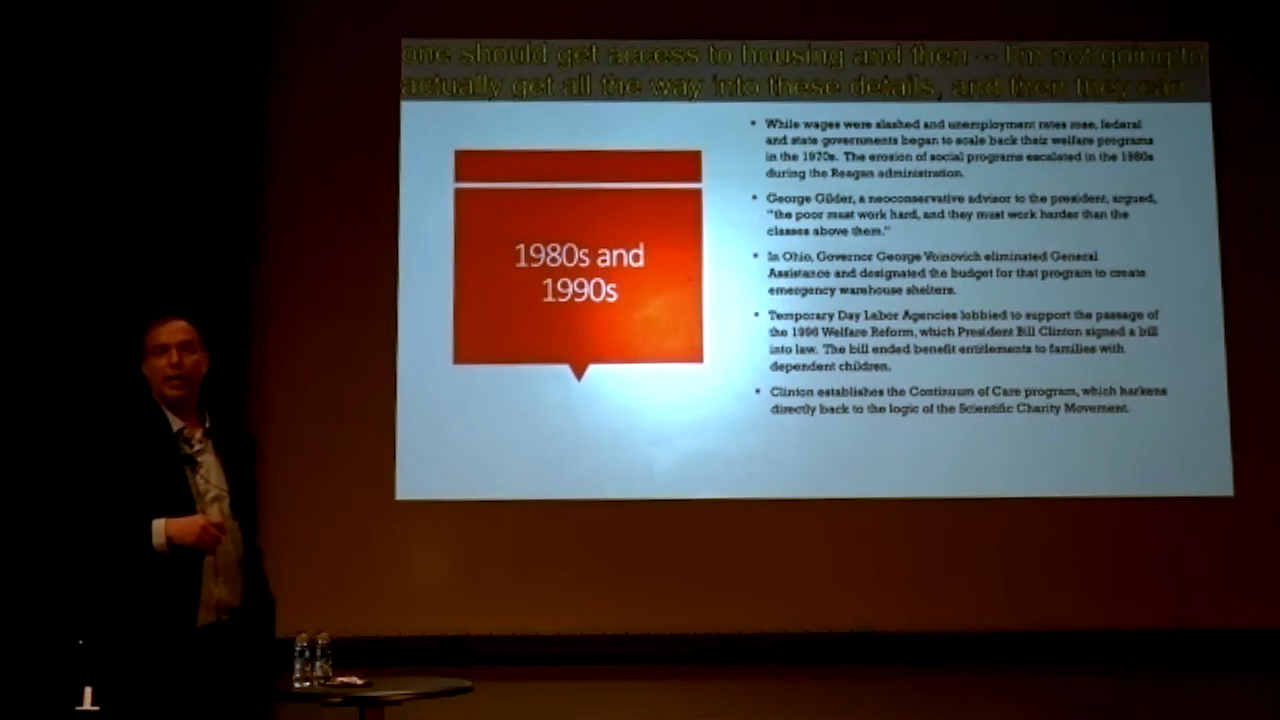 one should get access to housing and then -- I'm not going to
actually get all the way into these details, and then they can
1980s and
1990s
• While wages were slashed and unemployment rates rose, federal
and state governments began to scale back their welfare programs
in the 1970s. The erosion of social programs escalated in the 1980s
during the Reagan administration.
• George Gilder, a neoconservative advisor to the president, argued,
"the poor must work hard, and they must work harder than the
classes above them."
• In Ohio, Governor George Voinovich eliminated General
Assistance and designated the budget for that program to create
emergency warehouse shelters.
• Temporary Day Labor Agencies lobbied to support the passage of
the 1996 Welfare Reform, which President Bill Clinton signed a bill
into law. The bill ended benefit entitlements to families with
dependent children.
• Clinton establishes the Continuum of Care program, which harkens
directly back to the logic of the Scientific Charity Movement.